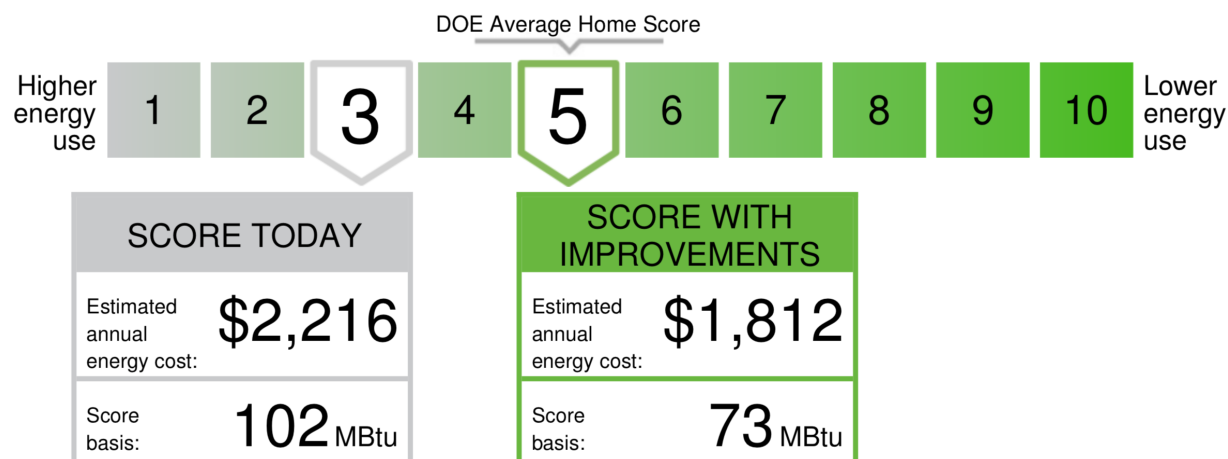 DOE Average Home Score
Higher
energy
use
1 2 3 4 5 6 7 8 9 10
Lower
energy
use
SCORE TODAY
Estimated
annual
energy cost:
$2,216
Score
basis:
102 MBtu
SCORE WITH
IMPROVEMENTS
Estimated
annual
energy cost:
$1,812
Score
basis:
73 MBtu